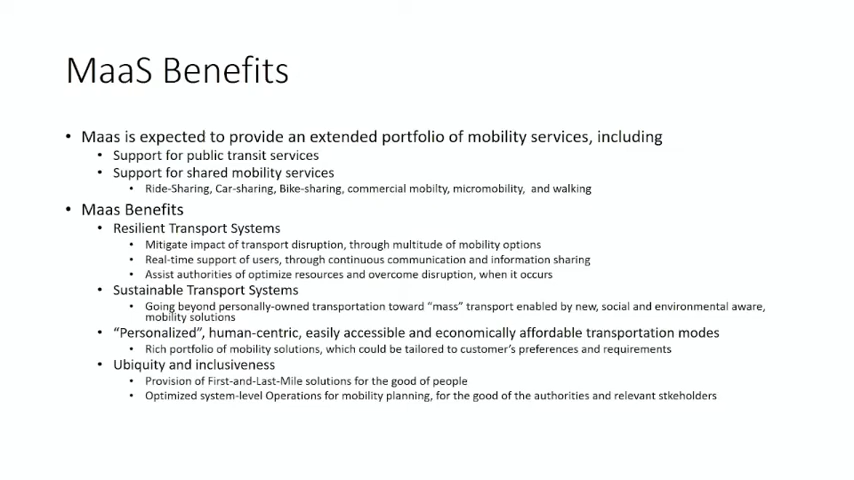 MaaS Benefits
• Maas is expected to provide an extended portfolio of mobility services, including
• Support for public transit services
• Support for shared mobility services
• Ride-Sharing, Car-sharing, Bike-sharing, commercial mobilty, micromobility, and walking
• Maas Benefits
• Resilient Transport Systems
• Mitigate impact of transport disruption, through multitude of mobility options
• Real-time support of users, through continuous communication and information sharing
• Assist authorities of optimize resources and overcome disruption, when it occurs
• Sustainable Transport Systems
• Going beyond personally-owned transportation toward “mass” transport enabled by new, social and environmental aware,
mobility solutions
• “Personalized”, human-centric, easily accessible and economically affordable transportation modes
• Rich portfolio of mobility solutions, which could be tailored to customer’s preferences and requirements
• Ubiquity and inclusiveness
• Provision of First-and-Last-Mile solutions for the good of people
• Optimized system-level Operations for mobility planning, for the good of the authorities and relevant stkeholders